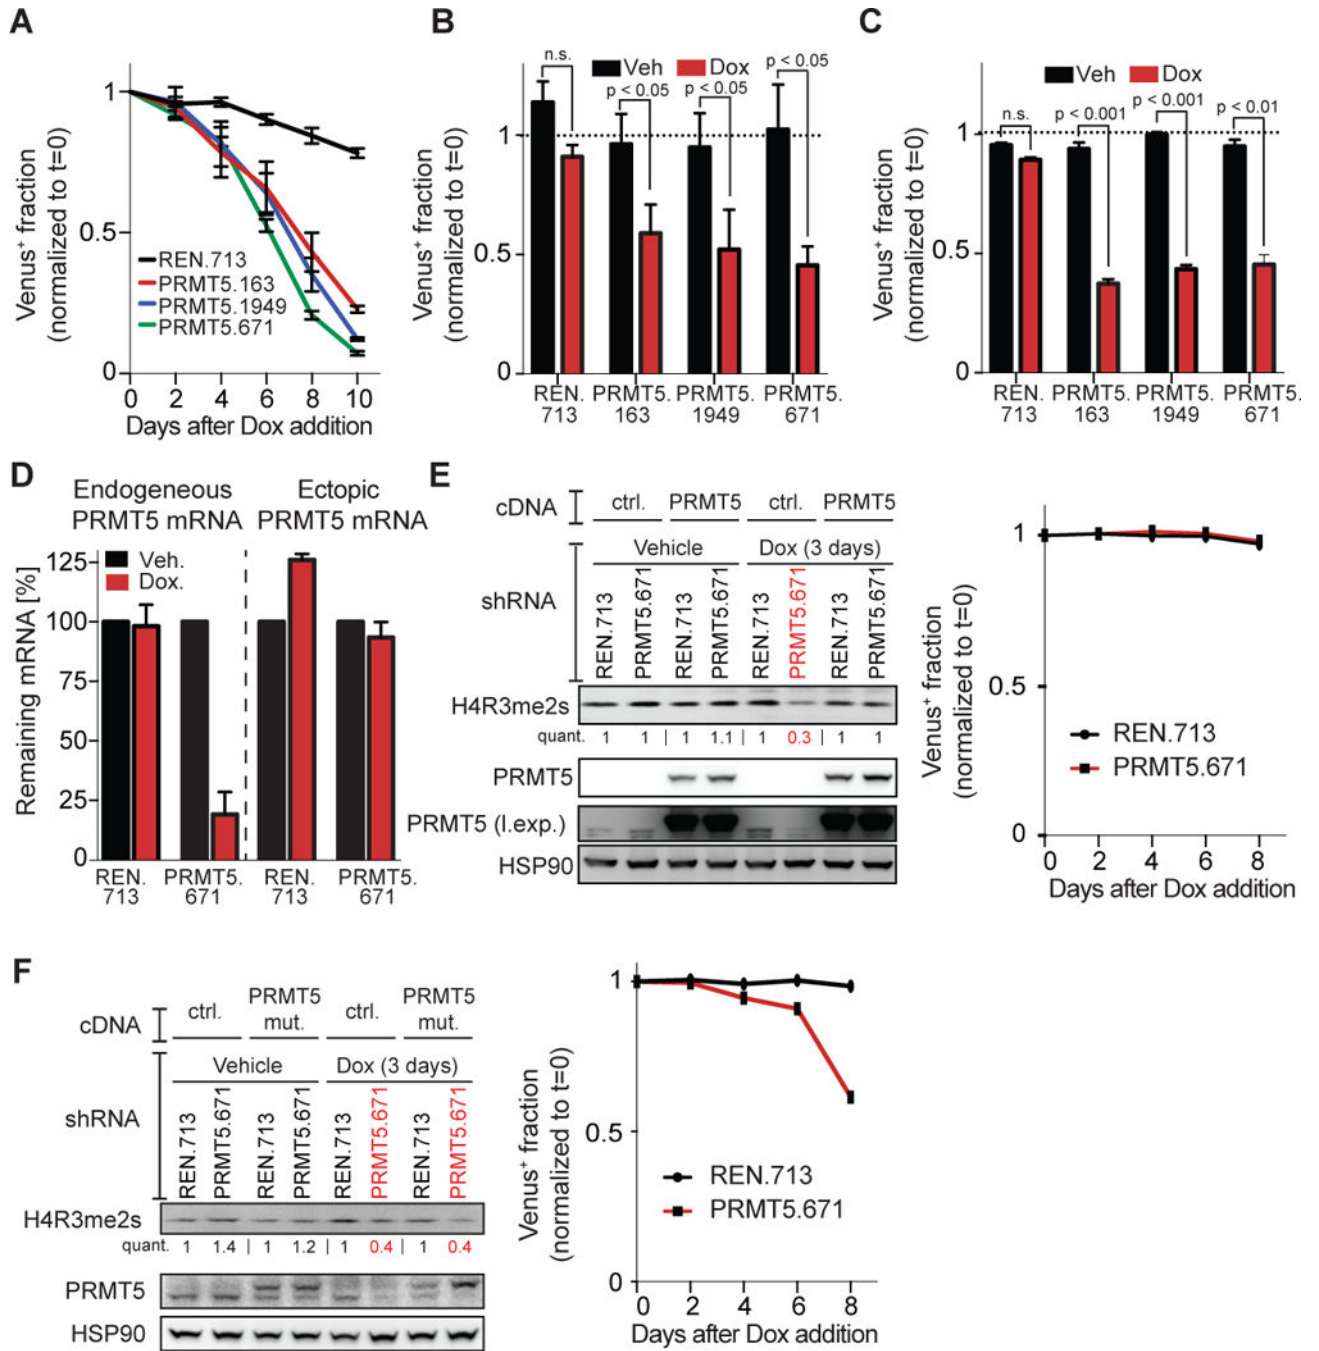 A
Venus⁺ fraction
(normalized to t=0)
1
0.5
0
REN.713
PRMT5.163
PRMT5.1949
PRMT5.671
0 2 4 6 8 10
Days after Dox addition
B
Venus⁺ fraction
(normalized to t=0)
1
0.5
0
Veh Dox
n.s.
p < 0.05
p < 0.05
p < 0.05
REN. PRMT5. PRMT5. PRMT5.
713 163 1949 671
C
Venus⁺ fraction
(normalized to t=0)
1
0.5
0
Veh Dox
n.s.
p < 0.001
p < 0.001
p < 0.01
REN. PRMT5. PRMT5. PRMT5.
713 163 1949 671
D
Endogeneous Ectopic
PRMT5 mRNA PRMT5 mRNA
Remaining mRNA [%]
125
100
75
50
25
0
Veh.
Dox.
REN. PRMT5. REN. PRMT5.
713 671 713 671
E
cDNA ctrl. PRMT5 ctrl. PRMT5
Vehicle Dox (3 days)
shRNA
REN.713
PRMT5.671
REN.713
PRMT5.671
REN.713
PRMT5.671
REN.713
PRMT5.671
H4R3me2s
quant. 1 1 | 1 1.1 | 1 0.3 | 1 1
PRMT5
PRMT5 (l.exp.)
HSP90
Venus⁺ fraction
(normalized to t=0)
1
0.5
0
REN.713
PRMT5.671
0 2 4 6 8
Days after Dox addition
F
PRMT5 PRMT5
cDNA ctrl. mut. ctrl. mut.
Vehicle Dox (3 days)
shRNA
REN.713
PRMT5.671
REN.713
PRMT5.671
REN.713
PRMT5.671
REN.713
PRMT5.671
H4R3me2s
quant. 1 1.4 | 1 1.2 | 1 0.4 | 1 0.4
PRMT5
HSP90
Venus⁺ fraction
(normalized to t=0)
1
0.5
0
REN.713
PRMT5.671
0 2 4 6 8
Days after Dox addition